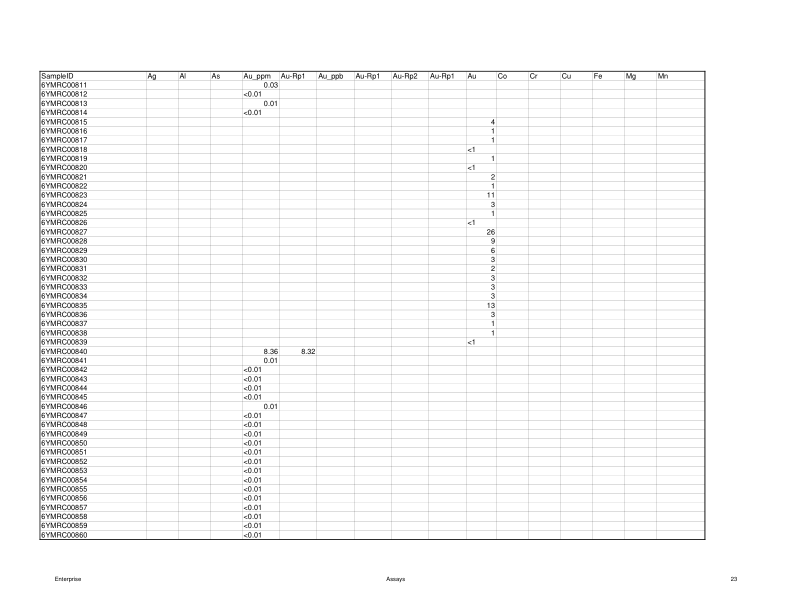 SampleID Ag Al As Au_ppm Au-Rp1 Au_ppb Au-Rp1 Au-Rp2 Au-Rp1 Au Co Cr Cu Fe Mg Mn
6YMRC00811 0.03
6YMRC00812 <0.01
6YMRC00813 0.01
6YMRC00814 <0.01
6YMRC00815 4
6YMRC00816 1
6YMRC00817 1
6YMRC00818 <1
6YMRC00819 1
6YMRC00820 <1
6YMRC00821 2
6YMRC00822 1
6YMRC00823 11
6YMRC00824 3
6YMRC00825 1
6YMRC00826 <1
6YMRC00827 26
6YMRC00828 9
6YMRC00829 6
6YMRC00830 3
6YMRC00831 2
6YMRC00832 3
6YMRC00833 3
6YMRC00834 3
6YMRC00835 13
6YMRC00836 3
6YMRC00837 1
6YMRC00838 1
6YMRC00839 <1
6YMRC00840 8.36 8.32
6YMRC00841 0.01
6YMRC00842 <0.01
6YMRC00843 <0.01
6YMRC00844 <0.01
6YMRC00845 <0.01
6YMRC00846 0.01
6YMRC00847 <0.01
6YMRC00848 <0.01
6YMRC00849 <0.01
6YMRC00850 <0.01
6YMRC00851 <0.01
6YMRC00852 <0.01
6YMRC00853 <0.01
6YMRC00854 <0.01
6YMRC00855 <0.01
6YMRC00856 <0.01
6YMRC00857 <0.01
6YMRC00858 <0.01
6YMRC00859 <0.01
6YMRC00860 <0.01
Enterprise Assays 23